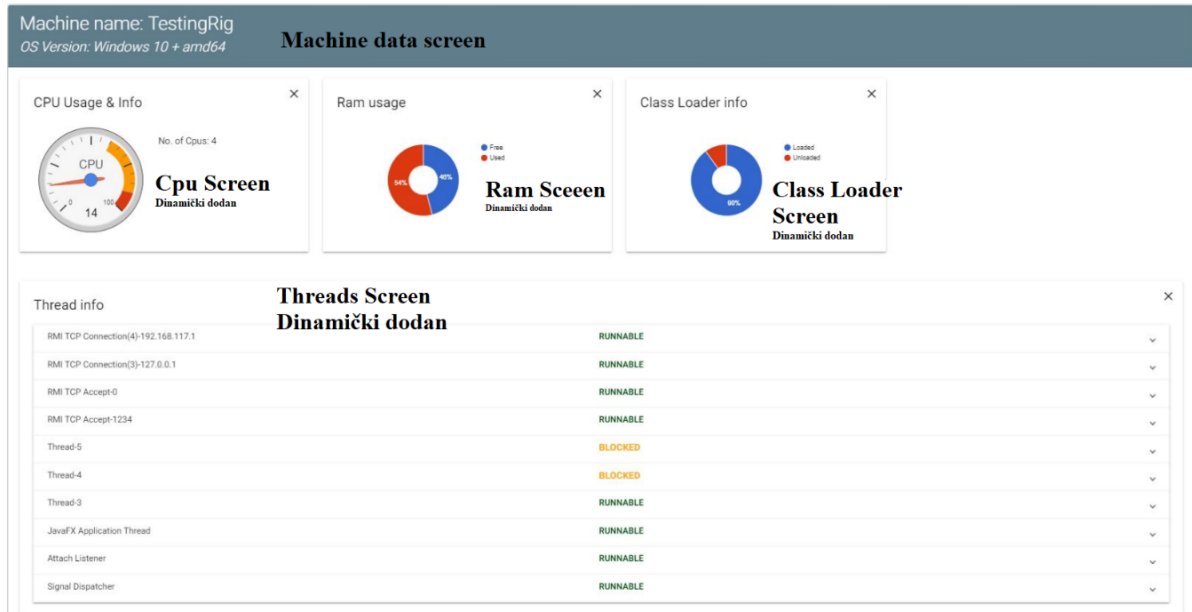 Machine name: TestingRig
OS Version: Windows 10 + amd64
Machine data screen
CPU Usage & Info
No. of Cpus: 4
CPU
0
100
14
Cpu Screen
Dinamički dodan
Ram usage
Free
Used
54%
46%
Ram Sceeen
Dinamički dodan
Class Loader info
Loaded
Unloaded
90%
Class Loader
Screen
Dinamički dodan
Thread info
Threads Screen
Dinamički dodan
RMI TCP Connection(4)-192.168.117.1 RUNNABLE
RMI TCP Connection(3)-127.0.0.1 RUNNABLE
RMI TCP Accept-0 RUNNABLE
RMI TCP Accept-1234 RUNNABLE
Thread-5 BLOCKED
Thread-4 BLOCKED
Thread-3 RUNNABLE
JavaFX Application Thread RUNNABLE
Attach Listener RUNNABLE
Signal Dispatcher RUNNABLE